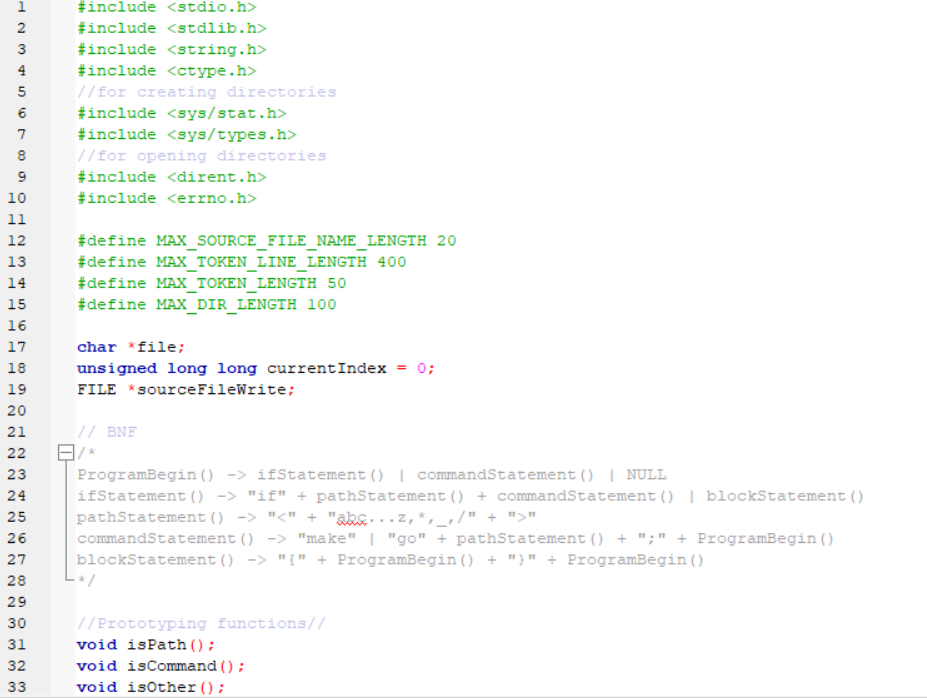 1 #include <stdio.h>
2 #include <stdlib.h>
3 #include <string.h>
4 #include <ctype.h>
5 //for creating directories
6 #include <sys/stat.h>
7 #include <sys/types.h>
8 //for opening directories
9 #include <dirent.h>
10 #include <errno.h>
11
12 #define MAX_SOURCE_FILE_NAME_LENGTH 20
13 #define MAX_TOKEN_LINE_LENGTH 400
14 #define MAX_TOKEN_LENGTH 50
15 #define MAX_DIR_LENGTH 100
16
17 char *file;
18 unsigned long long currentIndex = 0;
19 FILE *sourceFileWrite;
20
21 // BNF
22 /*
23 ProgramBegin() -> ifStatement() | commandStatement() | NULL
24 ifStatement() -> "if" + pathStatement() + commandStatement() | blockStatement()
25 pathStatement() -> "<" + "abc...z,*,_,/" + ">"
26 commandStatement() -> "make" | "go" + pathStatement() + ";" + ProgramBegin()
27 blockStatement() -> "{" + ProgramBegin() + "}" + ProgramBegin()
28 */
29
30 //Prototyping functions//
31 void isPath();
32 void isCommand();
33 void isOther();